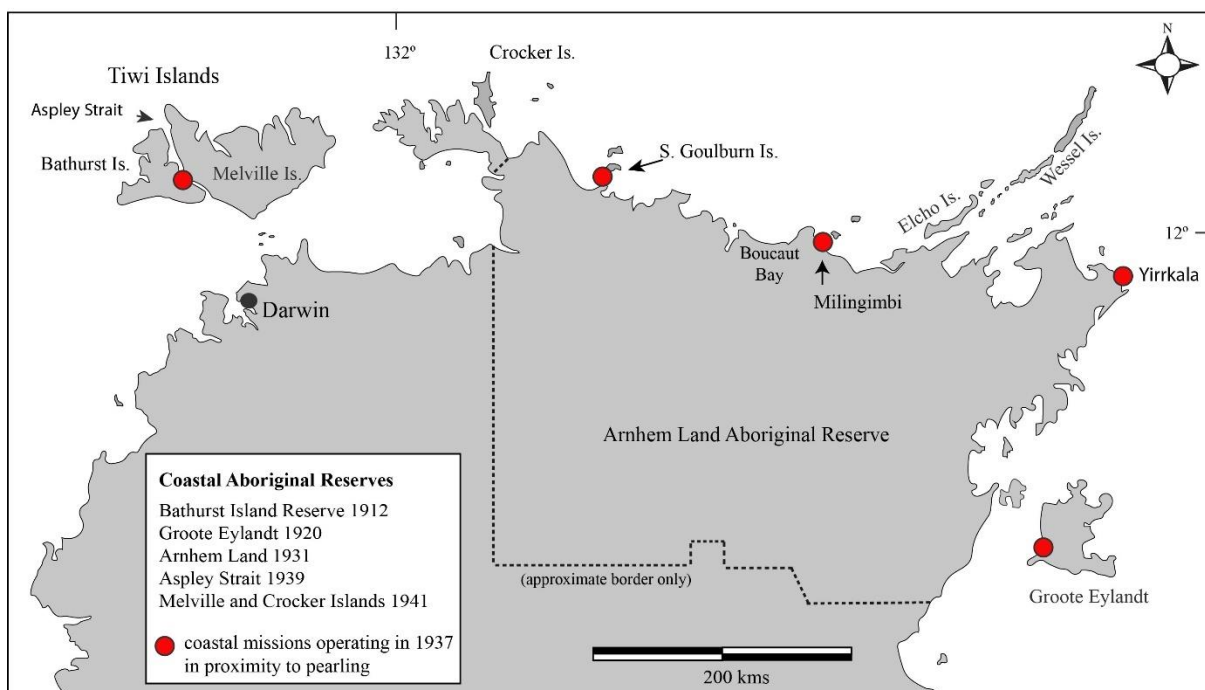 132º
Crocker Is.
N
Tiwi Islands
Aspley Strait
Bathurst Is.
Melville Is.
S. Goulburn Is.
Wessel Is.
Elcho Is.
12º
Boucaut
Bay
Yirrkala
Milingimbi
Darwin
Arnhem Land Aboriginal Reserve
Coastal Aboriginal Reserves
Bathurst Island Reserve 1912
Groote Eylandt 1920
Arnhem Land 1931
Aspley Strait 1939
Melville and Crocker Islands 1941
coastal missions operating in 1937
in proximity to pearling
(approximate border only)
Groote Eylandt
200 kms